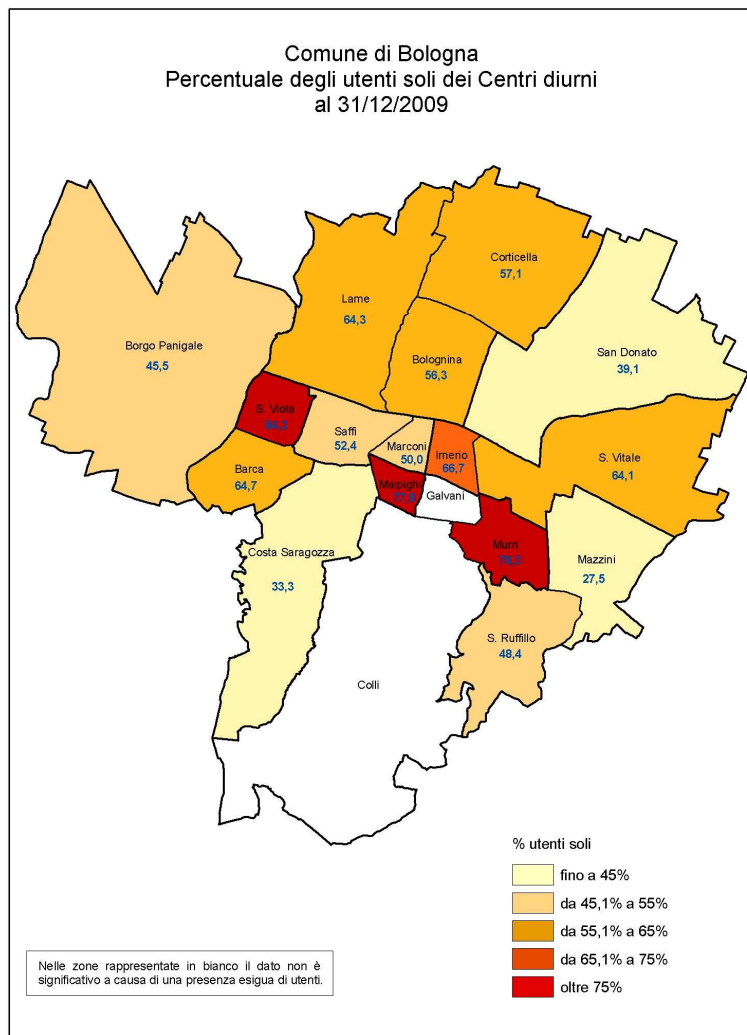 Comune di Bologna
Percentuale degli utenti soli dei Centri diurni
al 31/12/2009
Corticella
57,1
Lame
64,3
Borgo Panigale
45,5
Bolognina
56,3
San Donato
39,1
S. Viola
Saffi
52,4
Marconi
50,0
Irnerio
66,7
S. Vitale
64,1
Barca
64,7
Malpighi
Galvani
Murri
Mazzini
27,5
Costa Saragozza
33,3
S. Ruffillo
48,4
Colli
% utenti soli
fino a 45%
da 45,1% a 55%
da 55,1% a 65%
da 65,1% a 75%
oltre 75%
Nelle zone rappresentate in bianco il dato non è
significativo a causa di una presenza esigua di utenti.